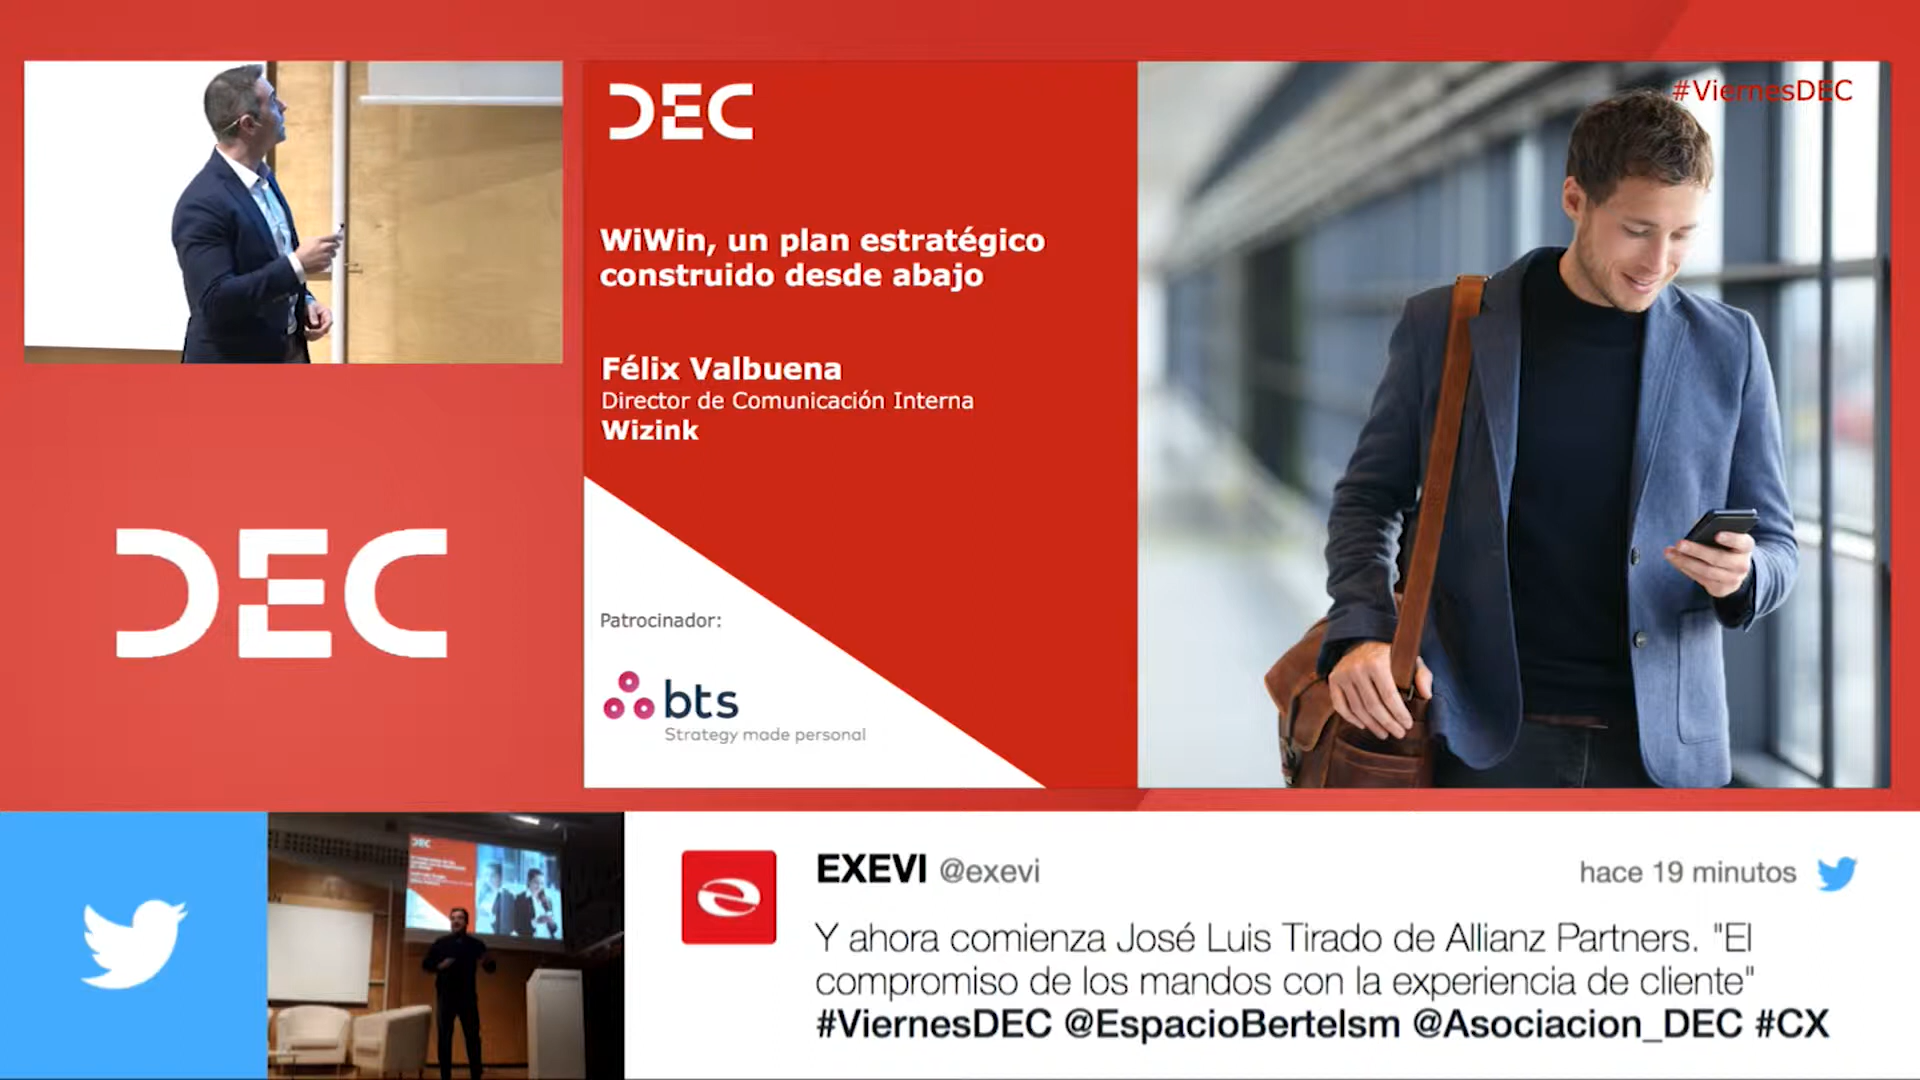 DEC
#ViernesDEC
WiWin, un plan estratégico
construido desde abajo
Félix Valbuena
Director de Comunicación Interna
Wizink
DEC
Patrocinador:
bts
Strategy made personal
DEC
EXEVI @exevi
hace 19 minutos
Y ahora comienza José Luis Tirado de Allianz Partners. "El
compromiso de los mandos con la experiencia de cliente"
#ViernesDEC @EspacioBertelsm @Asociacion_DEC #CX